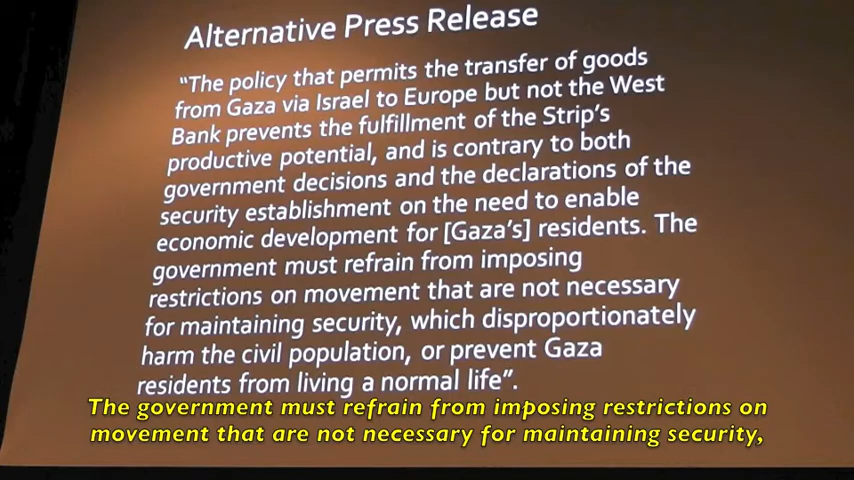 Alternative Press Release
“The policy that permits the transfer of goods
from Gaza via Israel to Europe but not the West
Bank prevents the fulfillment of the Strip’s
productive potential, and is contrary to both
government decisions and the declarations of the
security establishment on the need to enable
economic development for [Gaza’s] residents. The
government must refrain from imposing
restrictions on movement that are not necessary
for maintaining security, which disproportionately
harm the civil population, or prevent Gaza
residents from living a normal life”.
The government must refrain from imposing restrictions on
movement that are not necessary for maintaining security,